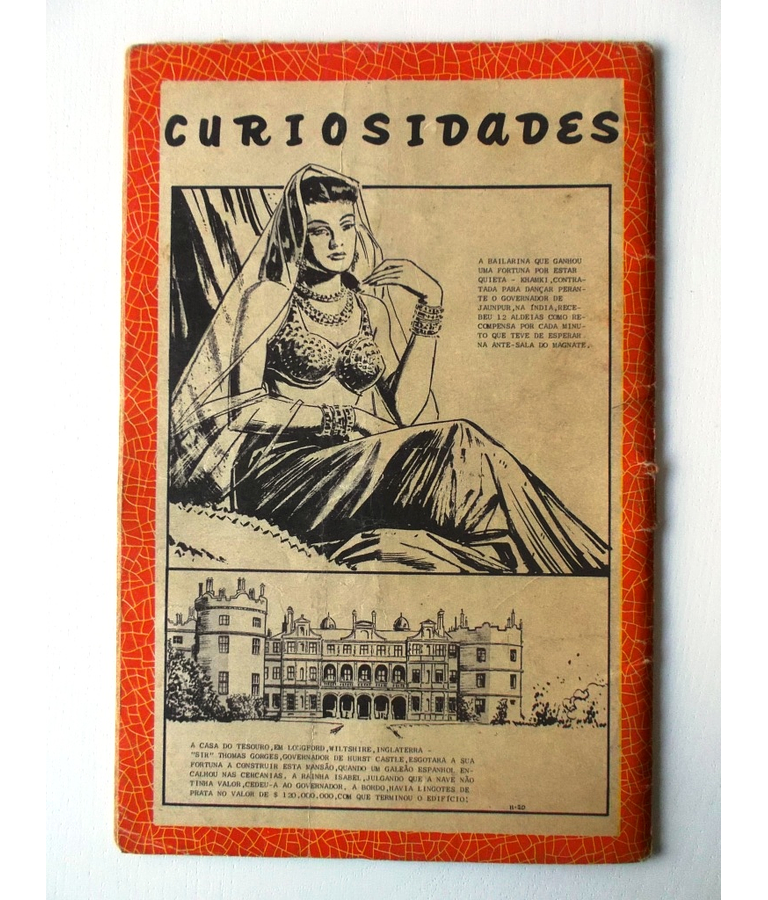 CURIOSIDADES
A BAILARINA QUE GANHOU
UMA FORTUNA POR ESTAR
QUIETA - KHAMKI, CONTRA-
TADA PARA DANÇAR PERAN-
TE O GOVERNADOR DE
JAUNPUR, NA ÍNDIA, RECE-
BEU 12 ALDEIAS COMO RE-
COMPENSA POR CADA MINU-
TO QUE TEVE DE ESPERAR
NA ANTE-SALA DO MAGNATE.
A CASA DO TESOURO, EM LONGFORD, WILTSHIRE, INGLATERRA -
"SIR" THOMAS GORGES, GOVERNADOR DE HURST CASTLE, ESGOTARA A SUA
FORTUNA A CONSTRUIR ESTA MANSÃO, QUANDO UM GALEÃO ESPANHOL EN-
CALHOU NAS CERCANIAS. A RAINHA ISABEL, JULGANDO QUE A NAVE NÃO
TINHA VALOR, CEDEU-A AO GOVERNADOR. A BORDO, HAVIA LINGOTES DE
PRATA NO VALOR DE $ 120.000.000, COM QUE TERMINOU O EDIFÍCIO!
H-20